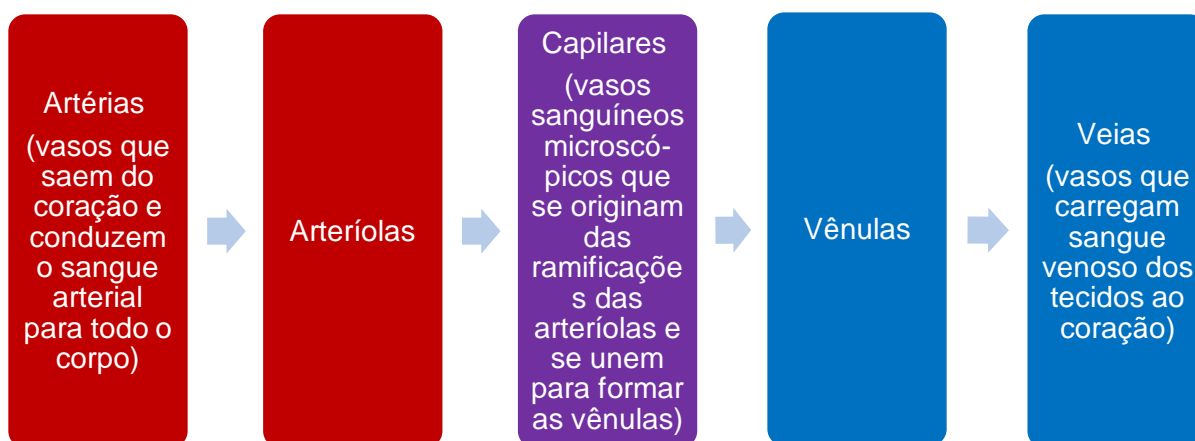 Artérias
(vasos que
saem do
coração e
conduzem
o sangue
arterial
para todo o
corpo)
Arteríolas
Capilares
(vasos
sanguíneos
microscó-
picos que
se originam
das
ramificaçõe
s das
arteríolas e
se unem
para formar
as vênulas)
Vênulas
Veias
(vasos que
carregam
sangue
venoso dos
tecidos ao
coração)